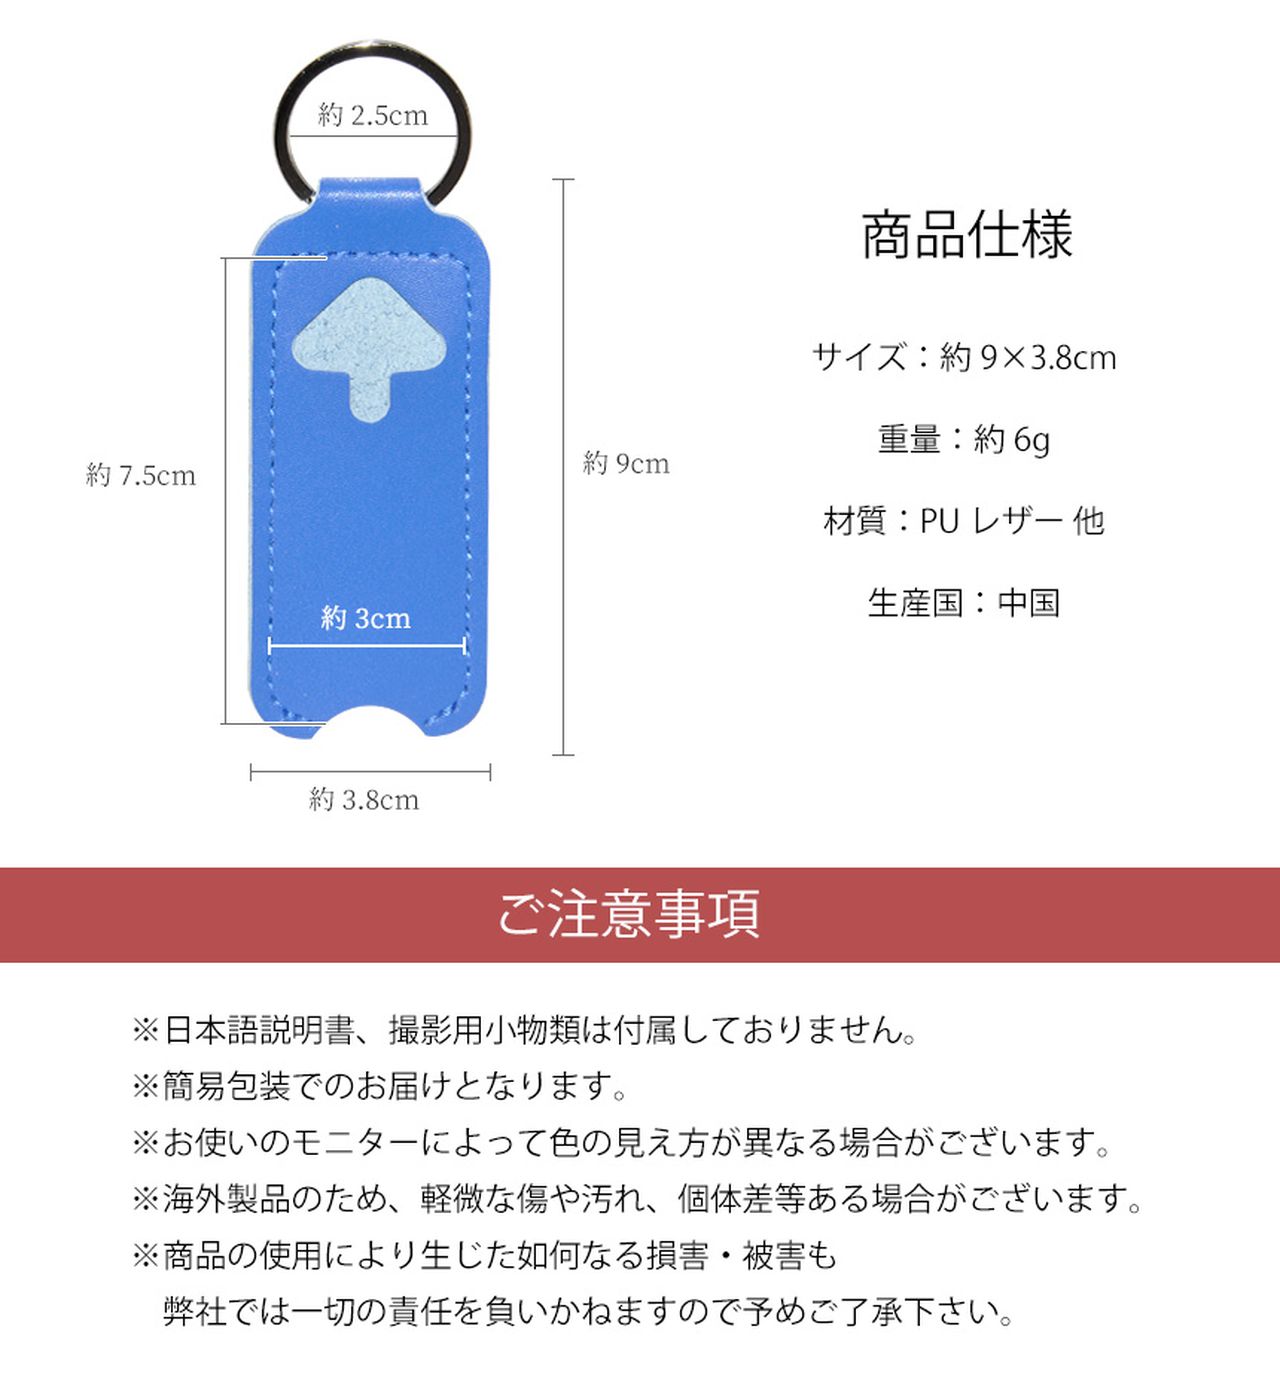 約 2.5cm
商品仕様
サイズ：約 9×3.8cm
重量：約 6g
約 7.5cm
約 9cm
材質：PU レザー 他
生産国：中国
約 3cm
約 3.8cm
ご注意事項
※日本語説明書、撮影用小物類は付属しておりません。
※簡易包装でのお届けとなります。
※お使いのモニターによって色の見え方が異なる場合がございます。
※海外製品のため、軽微な傷や汚れ、個体差等ある場合がございます。
※商品の使用により生じた如何なる損害・被害も
弊社では一切の責任を負いかねますので予めご了承下さい。